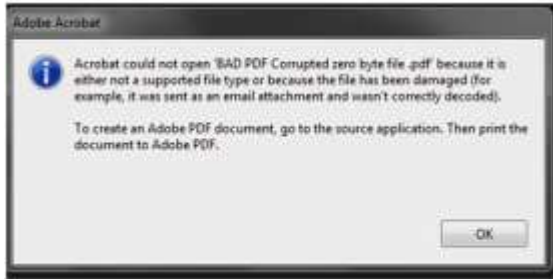 Adobe Acrobat
Acrobat could not open 'BAD PDF Corrupted zero byte file .pdf' because it is
either not a supported file type or because the file has been damaged (for
example, it was sent as an email attachment and wasn't correctly decoded).
To create an Adobe PDF document, go to the source application. Then print the
document to Adobe PDF.
OK